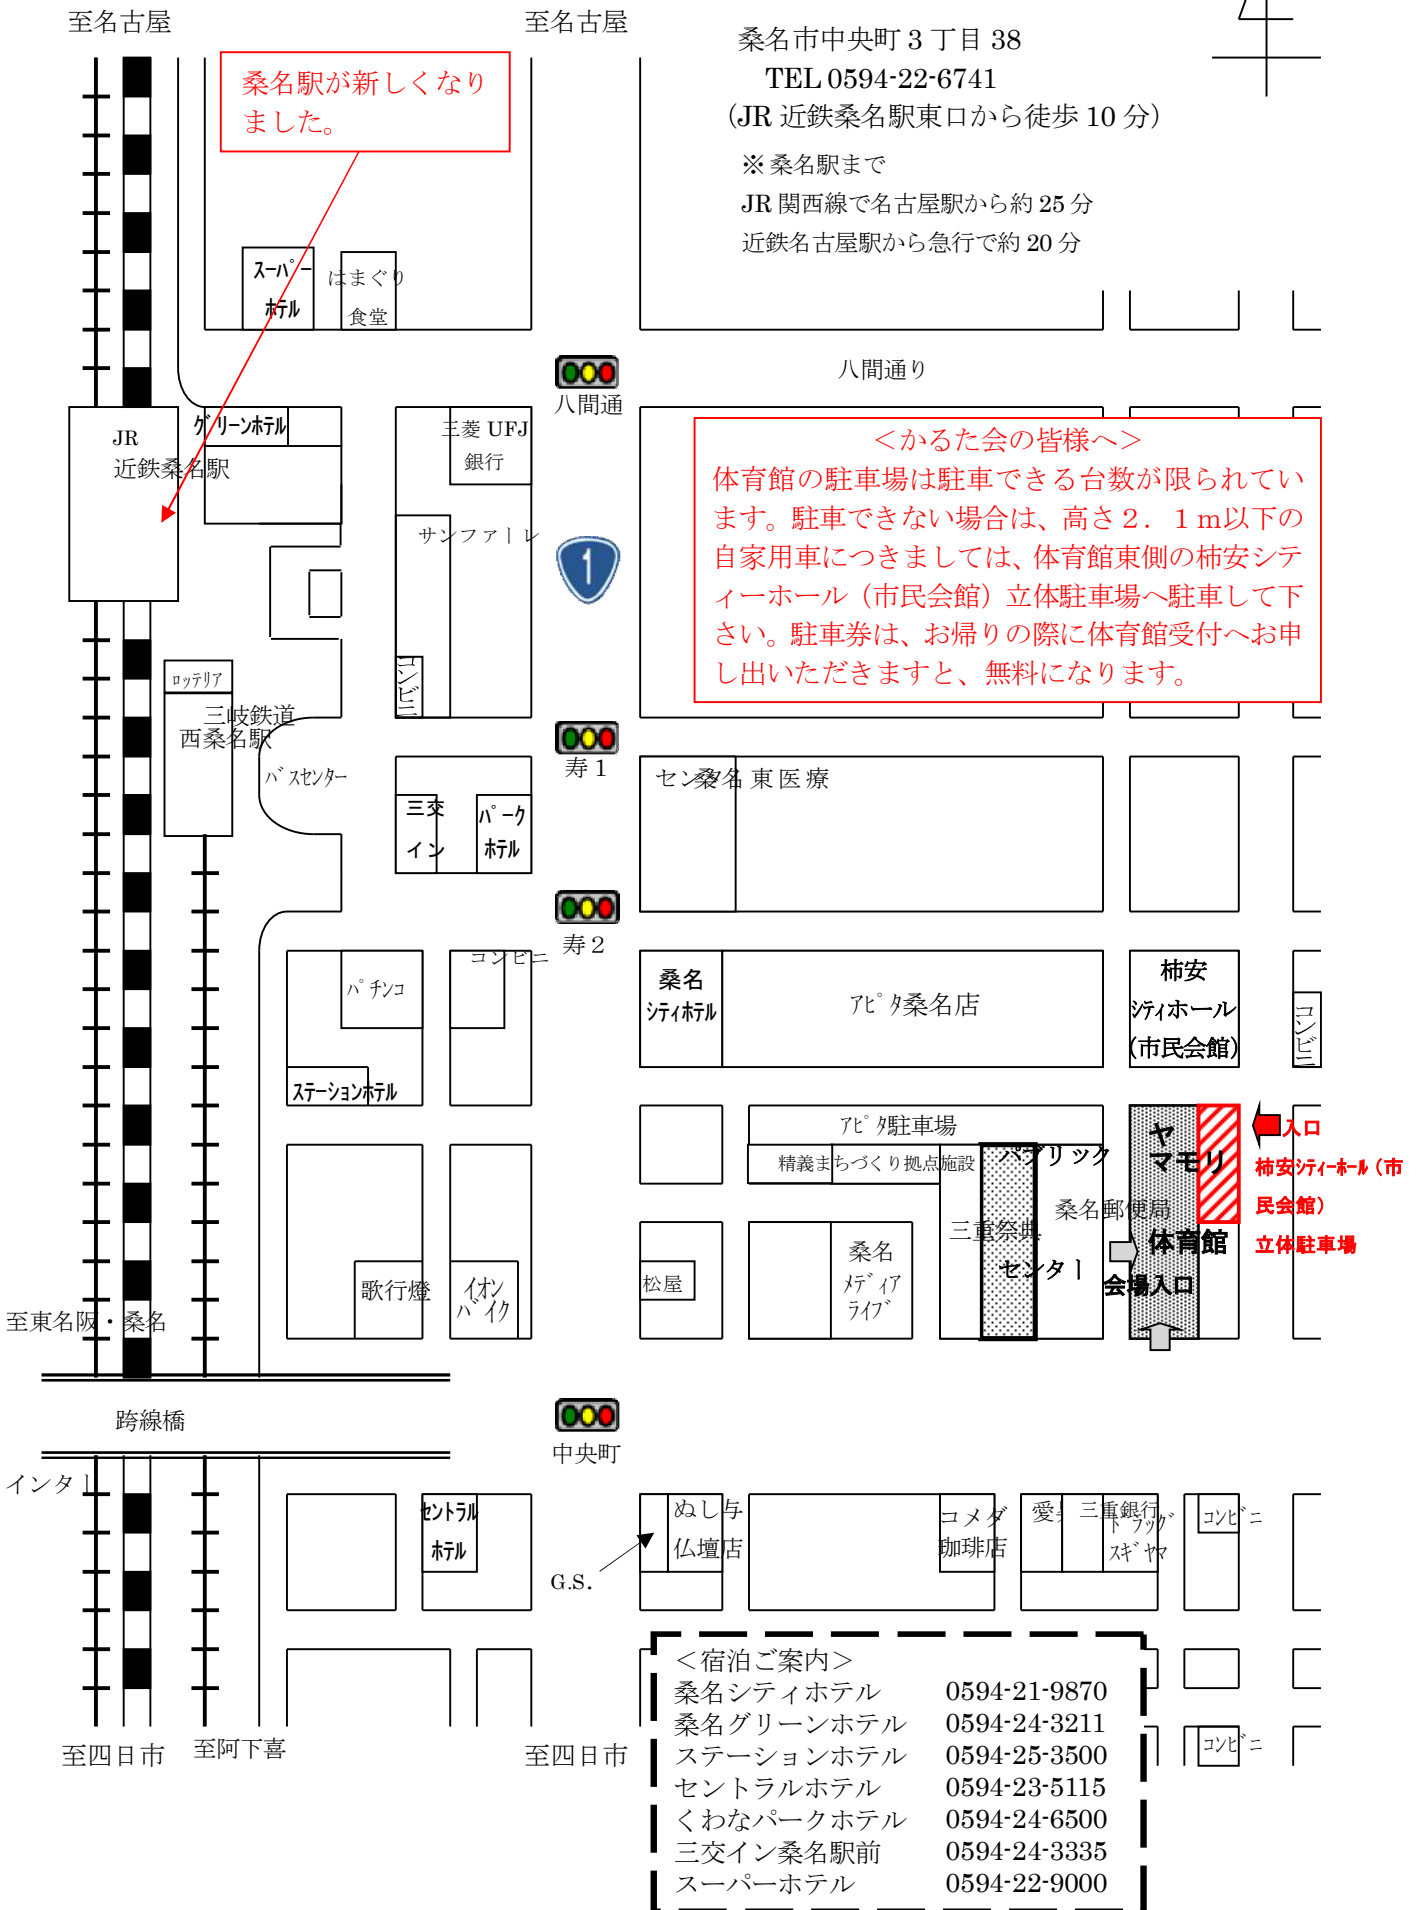 至名古屋
至名古屋
桑名市中央町3丁目38
TEL 0594-22-6741
(JR近鉄桑名駅東口から徒歩10分)
※桑名駅まで
JR関西線で名古屋駅から約25分
近鉄名古屋駅から急行で約20分
桑名駅が新しくなり
ました。
スーパー
ホテル
はまぐり
食堂
八間通り
八間通
JR
近鉄桑名駅
グリーンホテル
三菱UFJ
銀行
サンファーレ
1
コンビニ
<かるた会の皆様へ>
体育館の駐車場は駐車できる台数が限られてい
ます。駐車できない場合は、高さ2.1m以下の
自家用車につきましては、体育館東側の柿安シテ
ィーホール(市民会館)立体駐車場へ駐車して下
さい。駐車券は、お帰りの際に体育館受付へお申
し出いただきますと、無料になります。
ロッテリア
三岐鉄道
西桑名駅
バスセンター
寿1
三交
イン
パーク
ホテル
桑名東医療
センタ
寿2
パチンコ
コンビニ
ステーションホテル
桑名
シティホテル
アピタ桑名店
柿安
シティホール
(市民会館)
コンビニ
アピタ駐車場
精義まちづくり拠点施設
パブリック
センター
三重祭典
桑名郵便局
ヤ
マモリ
体育館
会場入口
入口
柿安シティーホール(市
民会館)
立体駐車場
歌行燈
イオン
バイク
松屋
桑名
メディア
ライブ
至東名阪・桑名
インター
跨線橋
中央町
セントラル
ホテル
G.S.
ぬし与
仏壇店
コメダ
珈琲店
愛
三重銀行
ドラッグ
スギヤマ
コンビニ
コンビニ
至四日市
至阿下喜
至四日市
<宿泊ご案内>
桑名シティホテル 0594-21-9870
桑名グリーンホテル 0594-24-3211
ステーションホテル 0594-25-3500
セントラルホテル 0594-23-5115
くわなパークホテル 0594-24-6500
三交イン桑名駅前 0594-24-3335
スーパーホテル 0594-22-9000